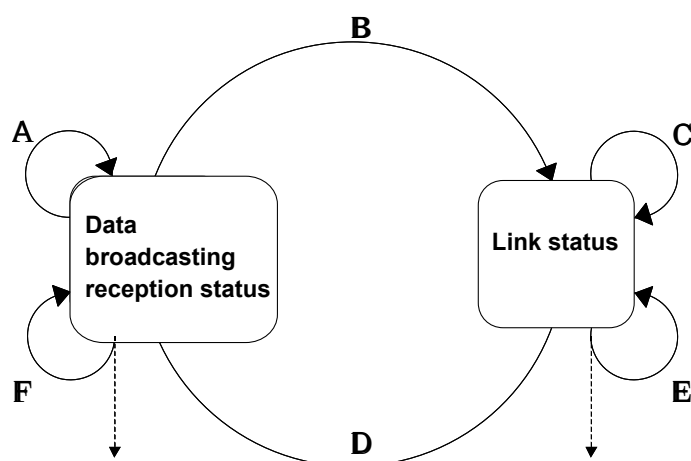 B
A
C
Data
broadcasting
reception status
Link status
F
E
D